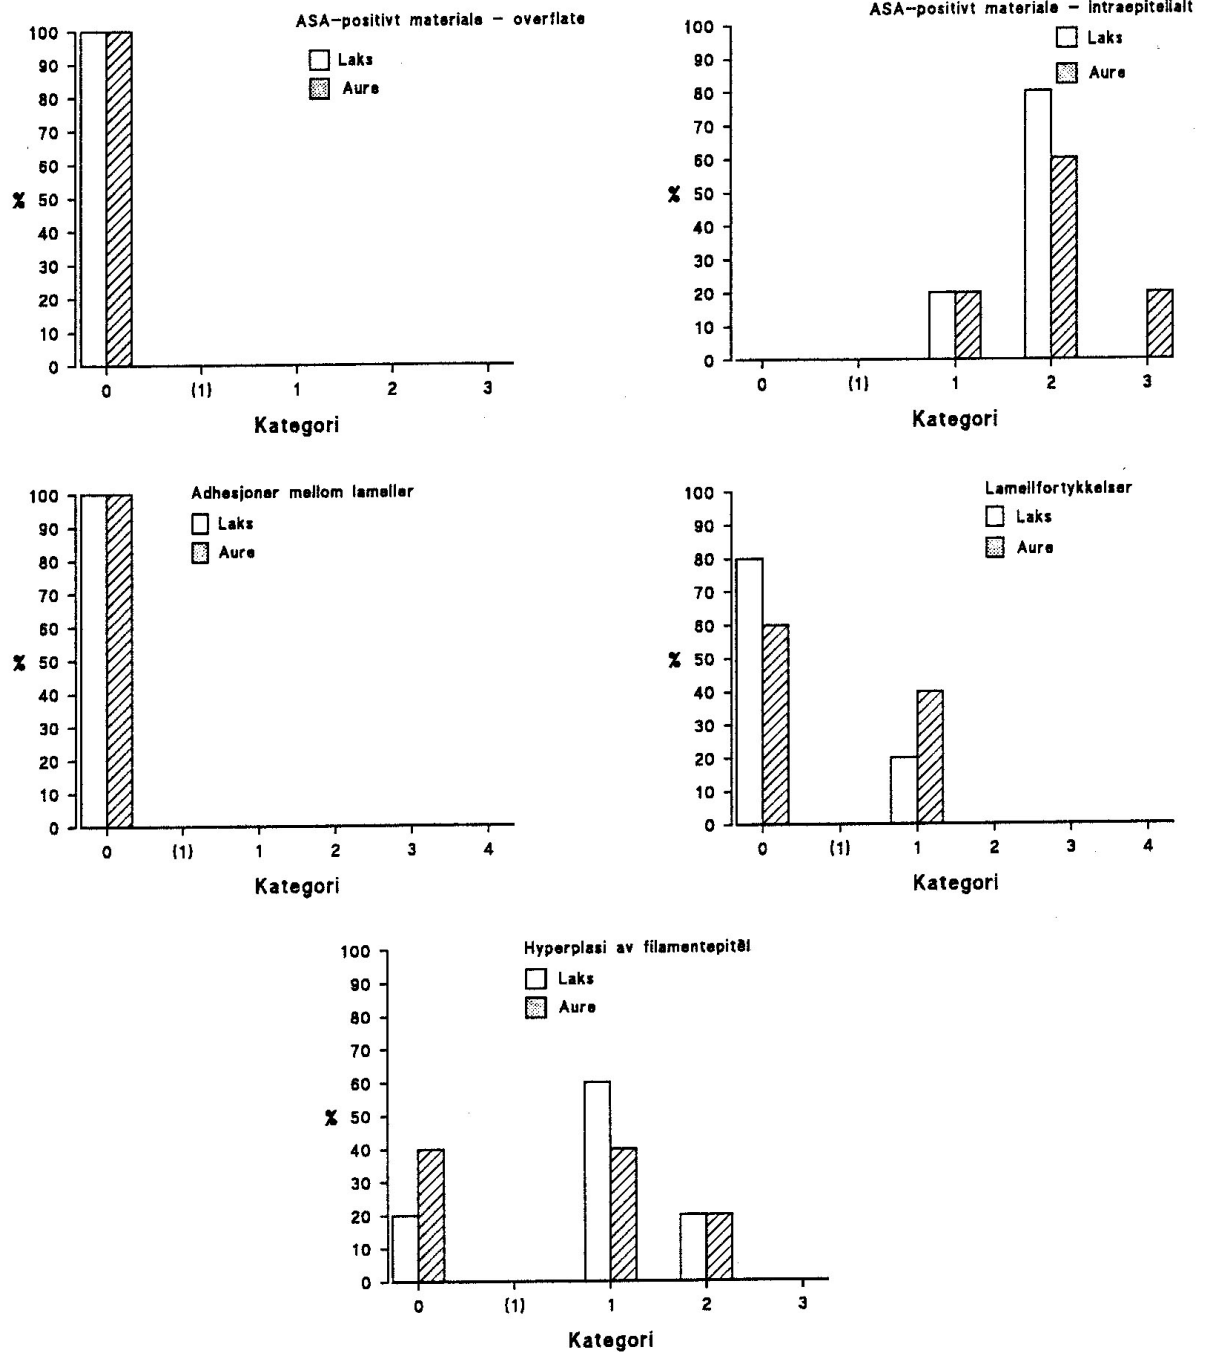 ASA-positivt materiale - overflate
Laks
Aure
100
90
80
70
60
50
40
30
20
10
0
%
0 (1) 1 2 3
Kategori
ASA-positivt materiale - intraepitelialt
Laks
Aure
100
90
80
70
60
50
40
30
20
10
0
%
0 (1) 1 2 3
Kategori
Adhesjoner mellom lameller
Laks
Aure
100
90
80
70
60
50
40
30
20
10
0
%
0 (1) 1 2 3 4
Kategori
Lamellfortykkelser
Laks
Aure
100
90
80
70
60
50
40
30
20
10
0
%
0 (1) 1 2 3 4
Kategori
Hyperplasi av filamentepitél
Laks
Aure
100
90
80
70
60
50
40
30
20
10
0
%
0 (1) 1 2 3
Kategori